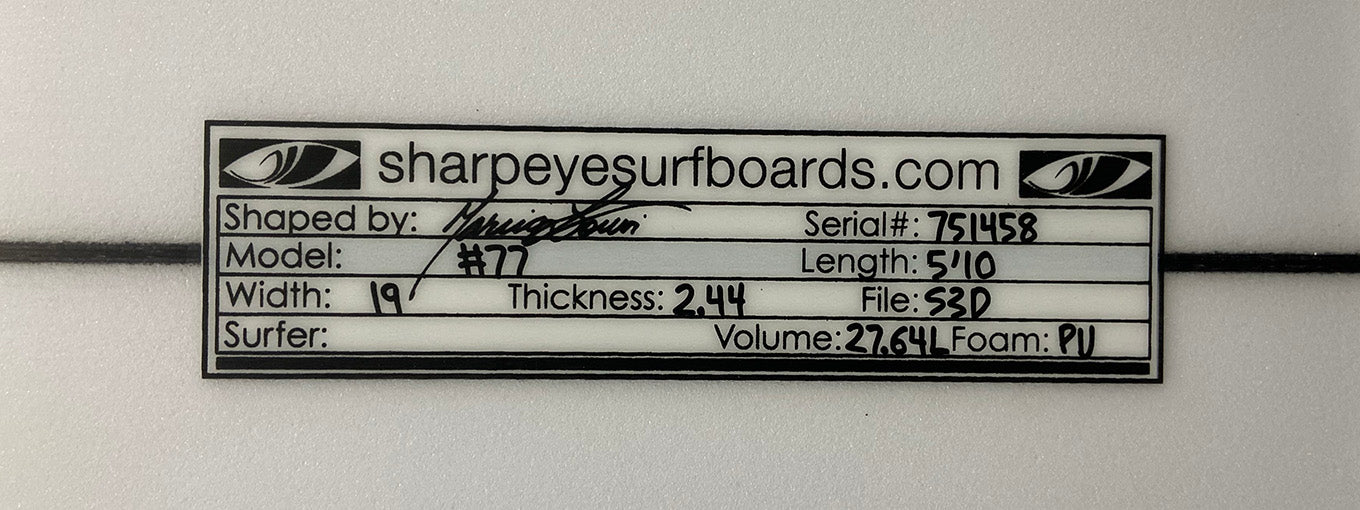 sharpeyesurfboards.com
Shaped by: Serial#: 751458
Model: #77 Length: 5'10
Width: 19 Thickness: 2.44 File: S3D
Surfer: Volume: 27.64L Foam: PU